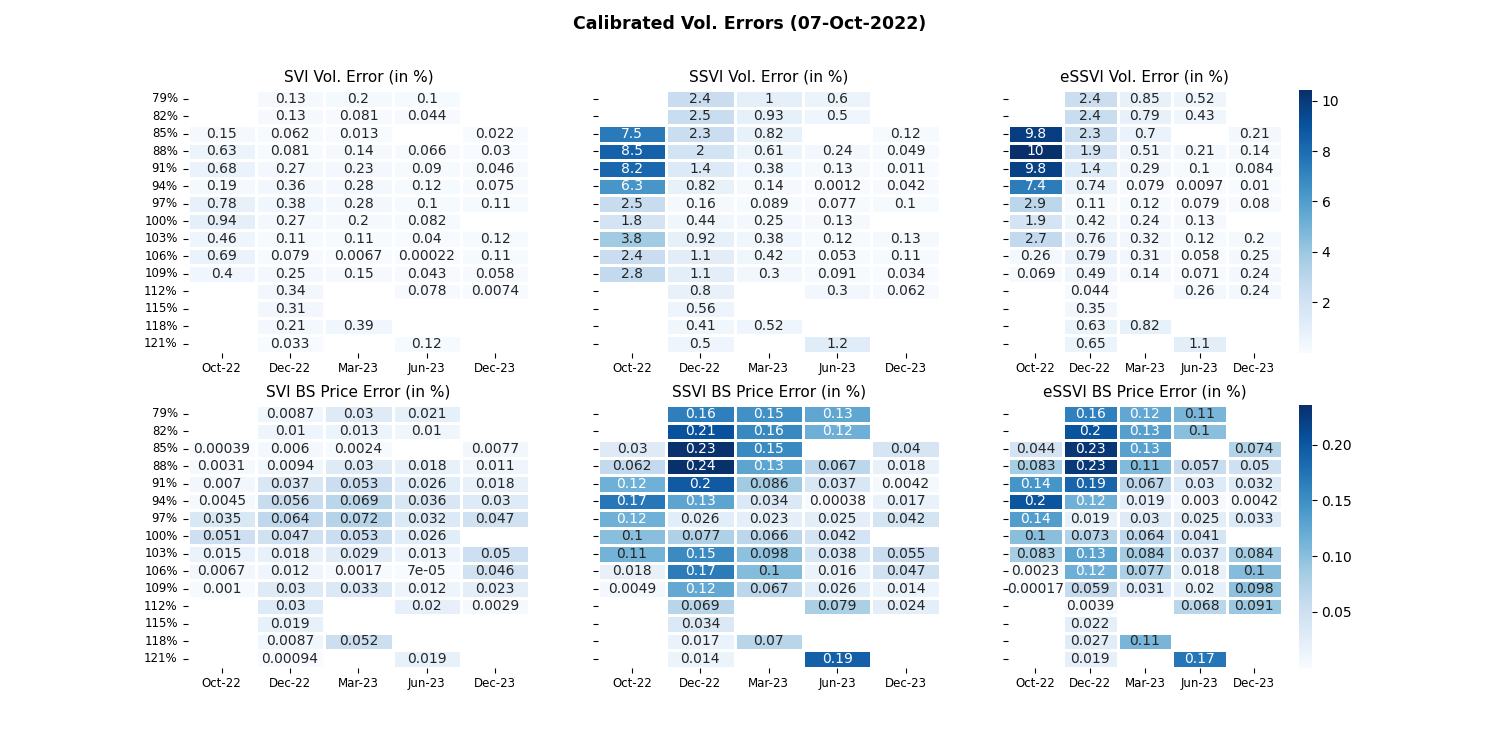 Calibrated Vol. Errors (07-Oct-2022)
SVI Vol. Error (in %) SSVI Vol. Error (in %) eSSVI Vol. Error (in %)
79% 0.13 0.2 0.1 2.4 1 0.6 2.4 0.85 0.52 10
82% 0.13 0.081 0.044 2.5 0.93 0.5 2.4 0.79 0.43
85% 0.15 0.062 0.013 0.022 7.5 2.3 0.82 0.12 9.8 2.3 0.7 0.21
88% 0.63 0.081 0.14 0.066 0.03 8.5 2 0.61 0.24 0.049 10 1.9 0.51 0.21 0.14 8
91% 0.68 0.27 0.23 0.09 0.046 8.2 1.4 0.38 0.13 0.011 9.8 1.4 0.29 0.1 0.084
94% 0.19 0.36 0.28 0.12 0.075 6.3 0.82 0.14 0.0012 0.042 7.4 0.74 0.079 0.0097 0.01
97% 0.78 0.38 0.28 0.1 0.11 2.5 0.16 0.089 0.077 0.1 2.9 0.11 0.12 0.079 0.08 6
100% 0.94 0.27 0.2 0.082 1.8 0.44 0.25 0.13 1.9 0.42 0.24 0.13
103% 0.46 0.11 0.11 0.04 0.12 3.8 0.92 0.38 0.12 0.13 2.7 0.76 0.32 0.12 0.2
106% 0.69 0.079 0.0067 0.00022 0.11 2.4 1.1 0.42 0.053 0.11 0.26 0.79 0.31 0.058 0.25 4
109% 0.4 0.25 0.15 0.043 0.058 2.8 1.1 0.3 0.091 0.034 0.069 0.49 0.14 0.071 0.24
112% 0.34 0.078 0.0074 0.8 0.3 0.062 0.044 0.26 0.24
115% 0.31 0.56 0.35 2
118% 0.21 0.39 0.41 0.52 0.63 0.82
121% 0.033 0.12 0.5 1.2 0.65 1.1
Oct-22 Dec-22 Mar-23 Jun-23 Dec-23 Oct-22 Dec-22 Mar-23 Jun-23 Dec-23 Oct-22 Dec-22 Mar-23 Jun-23 Dec-23
SVI BS Price Error (in %) SSVI BS Price Error (in %) eSSVI BS Price Error (in %)
79% 0.0087 0.03 0.021 0.16 0.15 0.13 0.16 0.12 0.11
82% 0.01 0.013 0.01 0.21 0.16 0.12 0.2 0.13 0.1
85% 0.00039 0.006 0.0024 0.0077 0.03 0.23 0.15 0.04 0.044 0.23 0.13 0.074 0.20
88% 0.0031 0.0094 0.03 0.018 0.011 0.062 0.24 0.13 0.067 0.018 0.083 0.23 0.11 0.057 0.05
91% 0.007 0.037 0.053 0.026 0.018 0.12 0.2 0.086 0.037 0.0042 0.14 0.19 0.067 0.03 0.032
94% 0.0045 0.056 0.069 0.036 0.03 0.17 0.13 0.034 0.00038 0.017 0.2 0.12 0.019 0.003 0.0042 0.15
97% 0.035 0.064 0.072 0.032 0.047 0.12 0.026 0.023 0.025 0.042 0.14 0.019 0.03 0.025 0.033
100% 0.051 0.047 0.053 0.026 0.1 0.077 0.066 0.042 0.1 0.073 0.064 0.041
103% 0.015 0.018 0.029 0.013 0.05 0.11 0.15 0.098 0.038 0.055 0.083 0.13 0.084 0.037 0.084 0.10
106% 0.0067 0.012 0.0017 7e-05 0.046 0.018 0.17 0.1 0.016 0.047 0.0023 0.12 0.077 0.018 0.1
109% 0.001 0.03 0.033 0.012 0.023 0.0049 0.12 0.067 0.026 0.014 0.00017 0.059 0.031 0.02 0.098
112% 0.03 0.02 0.0029 0.069 0.079 0.024 0.0039 0.068 0.091 0.05
115% 0.019 0.034 0.022
118% 0.0087 0.052 0.017 0.07 0.027 0.11
121% 0.00094 0.019 0.014 0.19 0.019 0.17
Oct-22 Dec-22 Mar-23 Jun-23 Dec-23 Oct-22 Dec-22 Mar-23 Jun-23 Dec-23 Oct-22 Dec-22 Mar-23 Jun-23 Dec-23